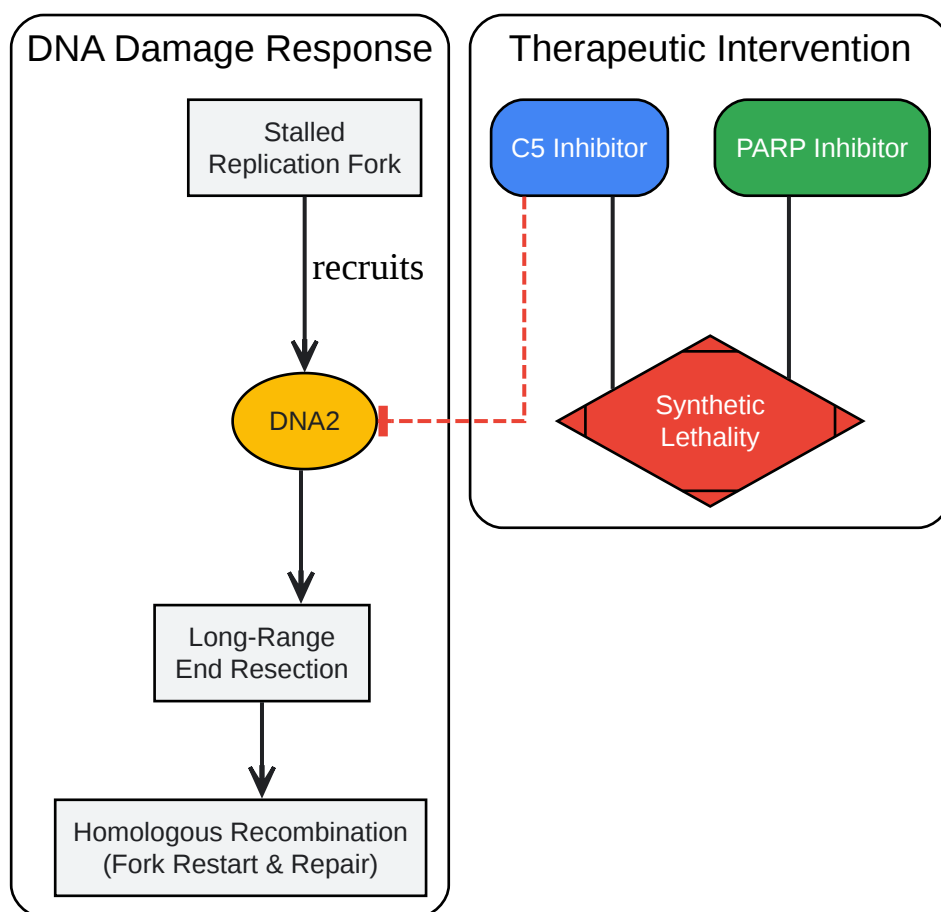 DNA Damage Response
Stalled
Replication Fork
recruits
DNA2
Long-Range
End Resection
Homologous Recombination
(Fork Restart & Repair)
Therapeutic Intervention
C5 Inhibitor
PARP Inhibitor
Synthetic
Lethality